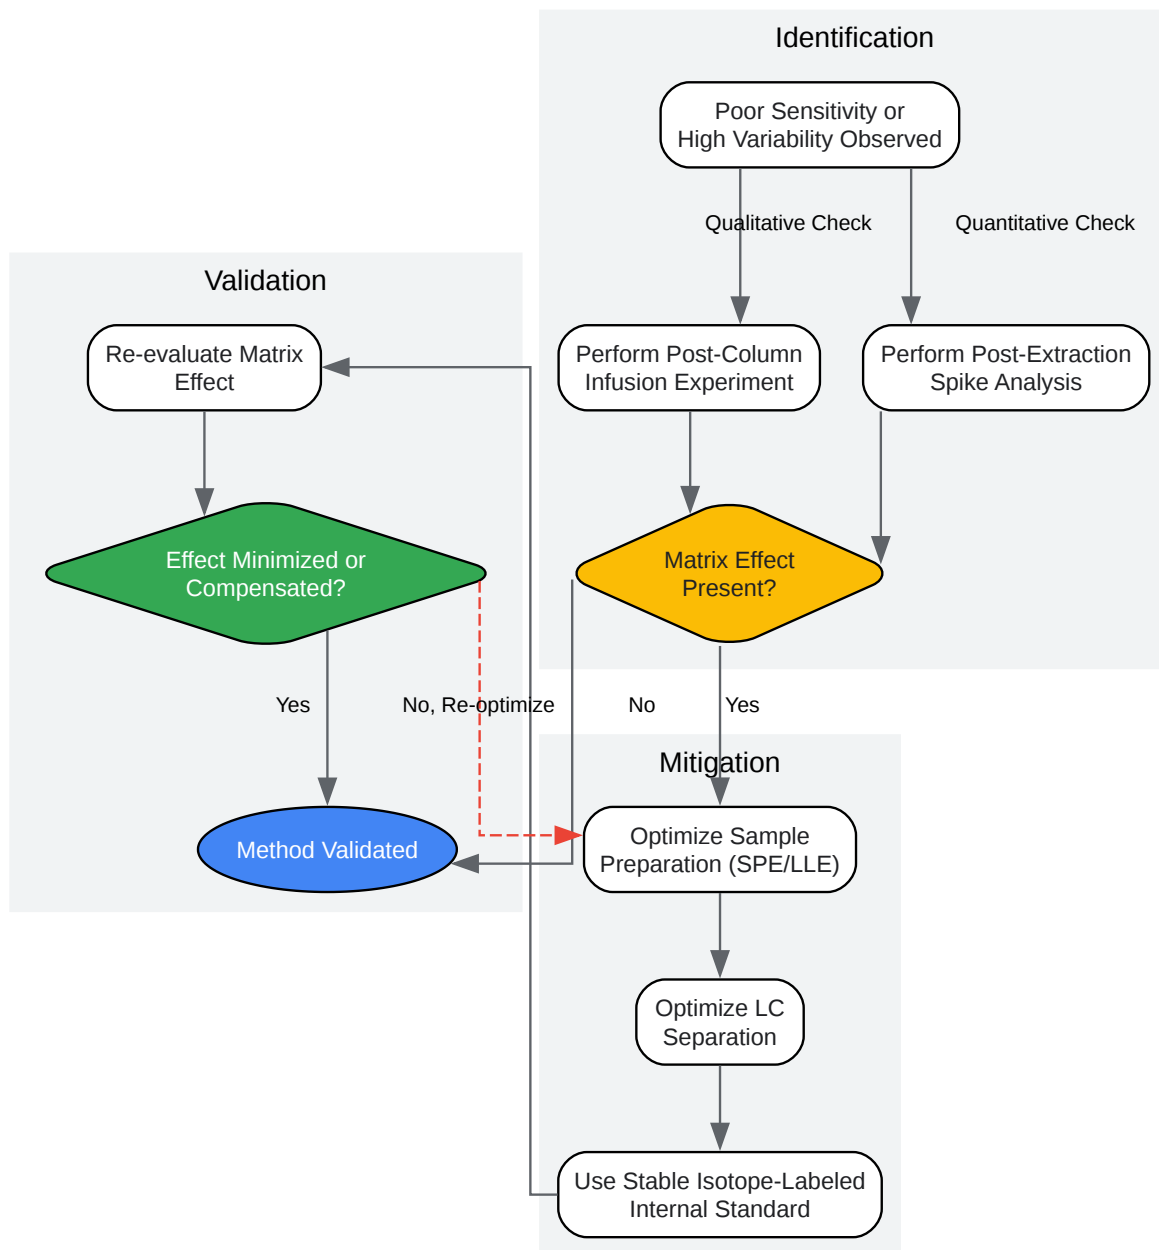 Identification
Poor Sensitivity or
High Variability Observed
Qualitative Check
Quantitative Check
Perform Post-Column
Infusion Experiment
Perform Post-Extraction
Spike Analysis
Matrix Effect
Present?
No
Yes
Validation
Re-evaluate Matrix
Effect
Effect Minimized or
Compensated?
Yes
No, Re-optimize
Method Validated
Mitigation
Optimize Sample
Preparation (SPE/LLE)
Optimize LC
Separation
Use Stable Isotope-Labeled
Internal Standard